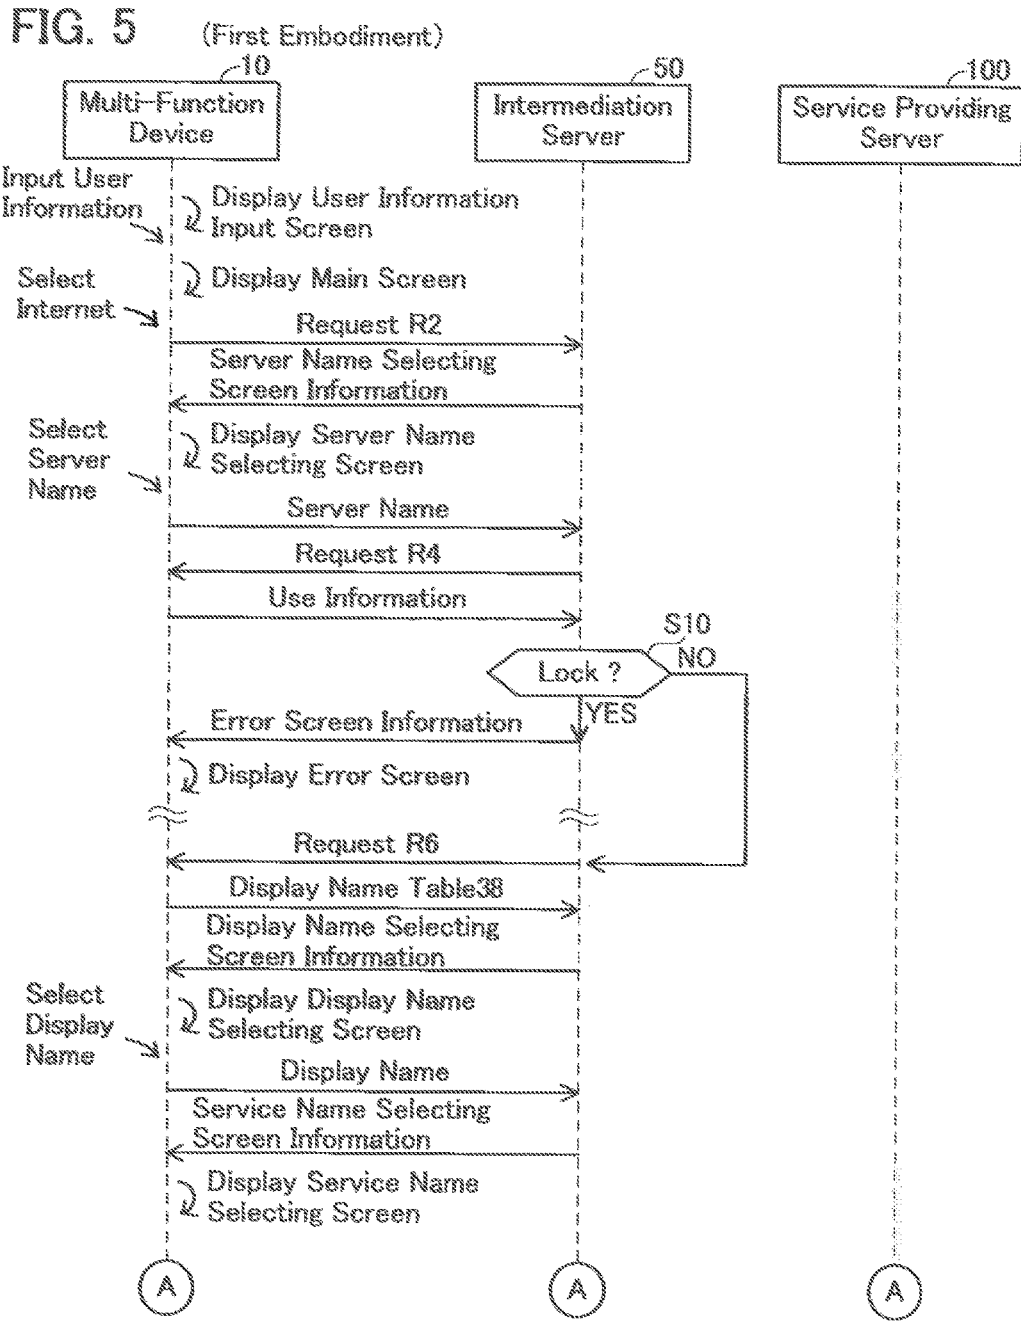 FIG. 5
(First Embodiment)
10
Multi-Function
Device
50
Intermediation
Server
100
Service Providing
Server
Input User
Information
Display User Information
Input Screen
Display Main Screen
Select
Internet
Request R2
Server Name Selecting
Screen Information
Select
Server
Name
Display Server Name
Selecting Screen
Server Name
Request R4
Use Information
S10
Lock ?
NO
YES
Error Screen Information
Display Error Screen
Request R6
Display Name Table38
Display Name Selecting
Screen Information
Select
Display
Name
Display Display Name
Selecting Screen
Display Name
Service Name Selecting
Screen Information
Display Service Name
Selecting Screen
A
A
A